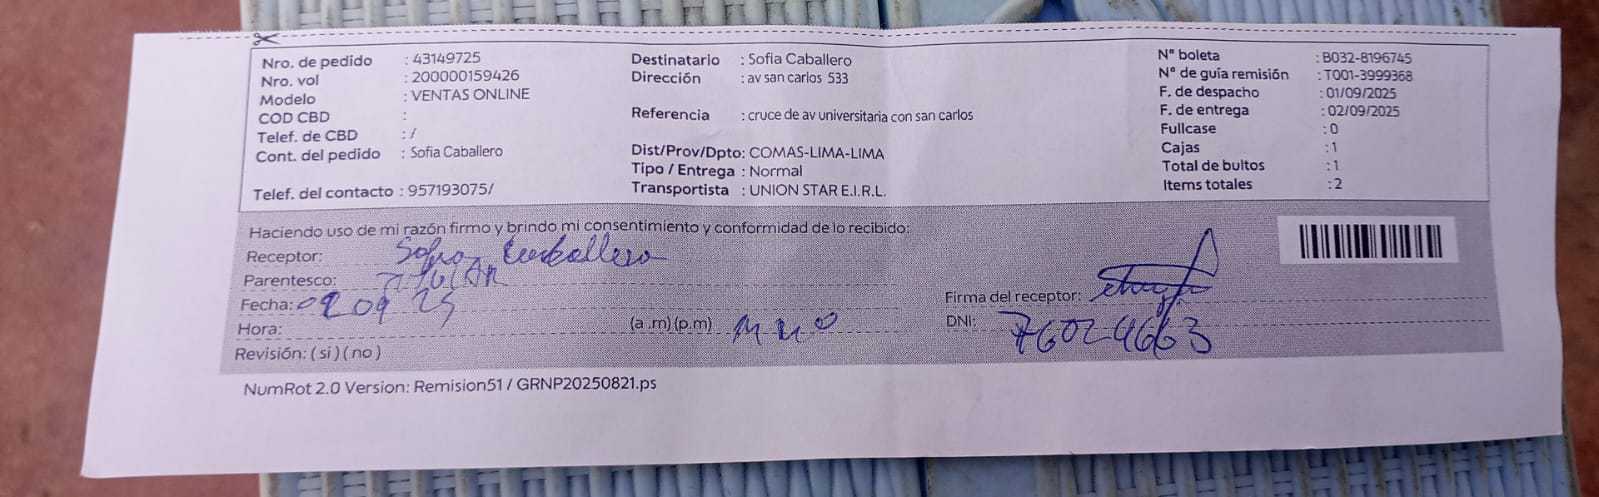 Nro. de pedido : 43149725
Nro. vol : 200000159426
Modelo : VENTAS ONLINE
COD CBD :
Telef. de CBD : /
Cont. del pedido : Sofia Caballero
Telef. del contacto : 957193075/
Destinatario : Sofia Caballero
Dirección : av san carlos 533
Referencia : cruce de av universitaria con san carlos
Dist/Prov/Dpto: COMAS-LIMA-LIMA
Tipo / Entrega : Normal
Transportista : UNION STAR E.I.R.L.
N° boleta : B032-8196745
N° de guía remisión : T001-3999368
F. de despacho : 01/09/2025
F. de entrega : 02/09/2025
Fullcase : 0
Cajas : 1
Total de bultos : 1
Items totales : 2
Haciendo uso de mi razón firmo y brindo mi consentimiento y conformidad de lo recibido:
Receptor: Sofia Caballero
Parentesco: TITULAR
Fecha: 02 09 25
Hora: (a .m) (p.m)
Revisión: ( si ) ( no )
Firma del receptor:
DNI: 76024663
NumRot 2.0 Version: Remision51 / GRNP20250821.ps